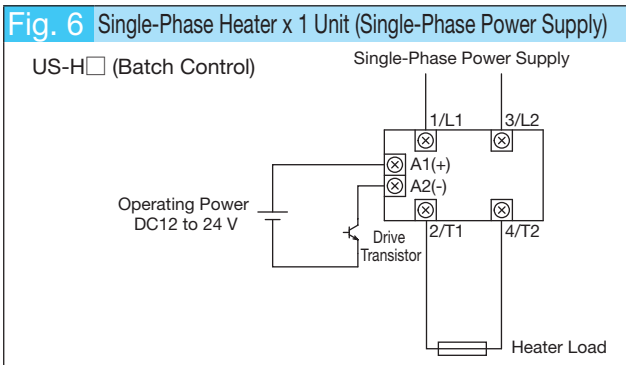 Fig. 6 Single-Phase Heater x 1 Unit (Single-Phase Power Supply)
US-H□ (Batch Control)
Single-Phase Power Supply
1/L1
3/L2
A1(+)
A2(-)
Operating Power
DC12 to 24 V
Drive
Transistor
2/T1
4/T2
Heater Load